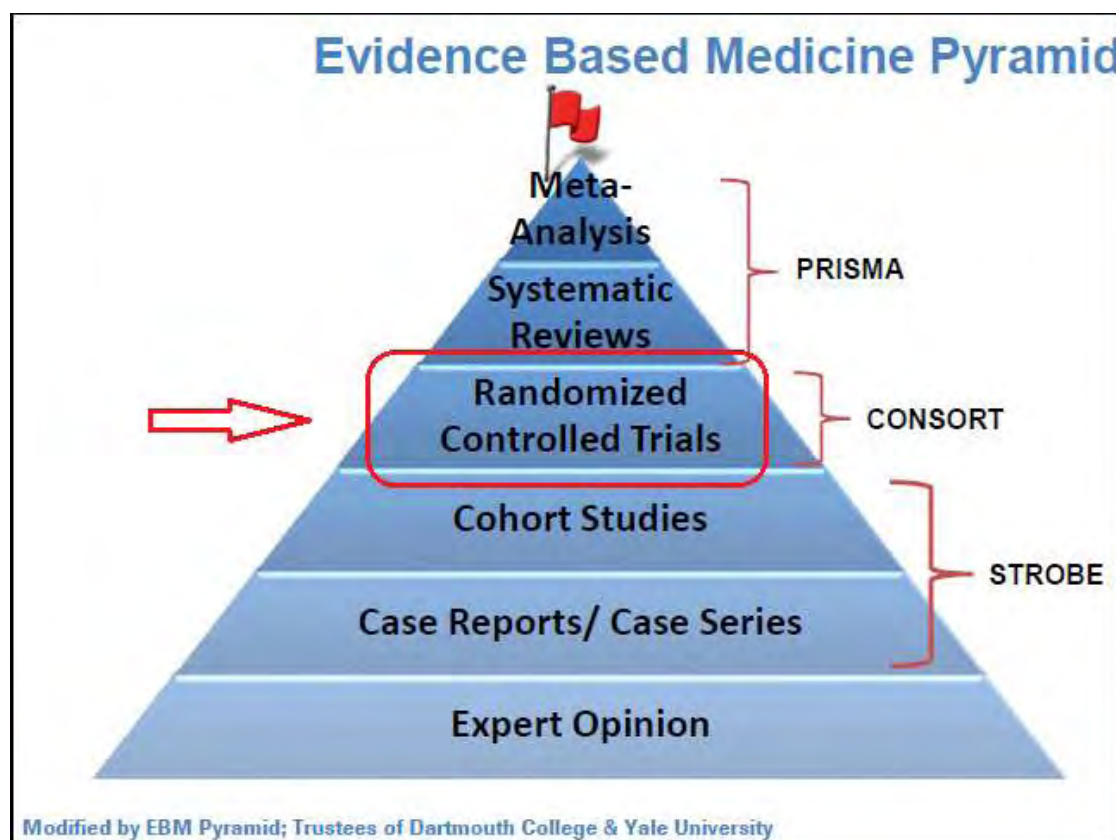 Evidence Based Medicine Pyramid
Meta-
Analysis
PRISMA
Systematic
Reviews
Randomized
Controlled Trials
CONSORT
Cohort Studies
STROBE
Case Reports/ Case Series
Expert Opinion
Modified by EBM Pyramid; Trustees of Dartmouth College & Yale University